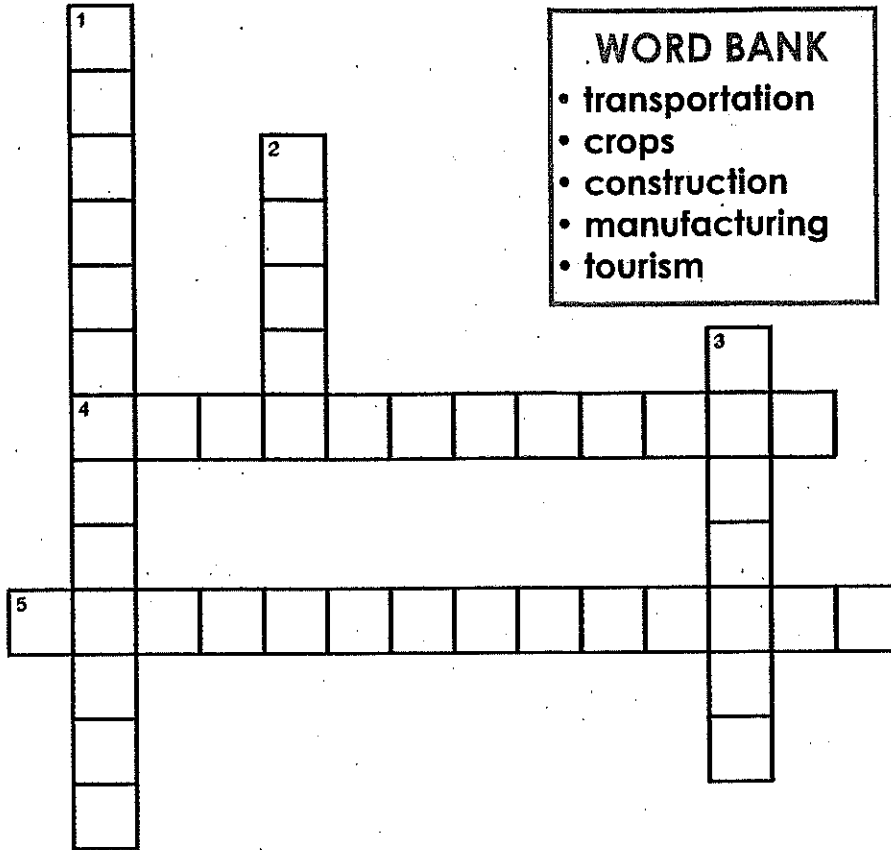 1
WORD BANK
• transportation
2
• crops
• construction
• manufacturing
• tourism
3
4
5